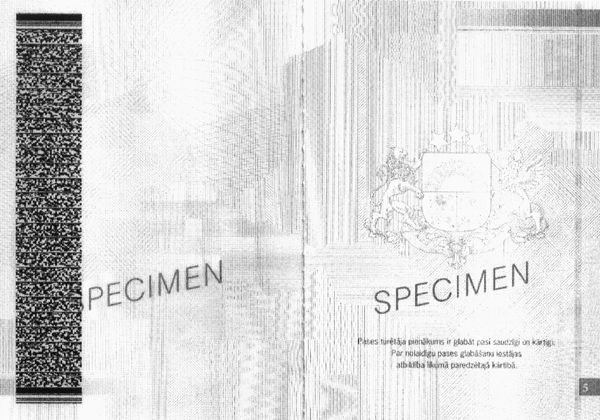 PECIMEN
SPECIMEN
Pases turētāja pienākums ir glabāt pasi saudzīgi un kārtīgi.
Par nolaidīgu pases glabāšanu iestājas
atbildība likumā paredzētajā kārtībā.
5